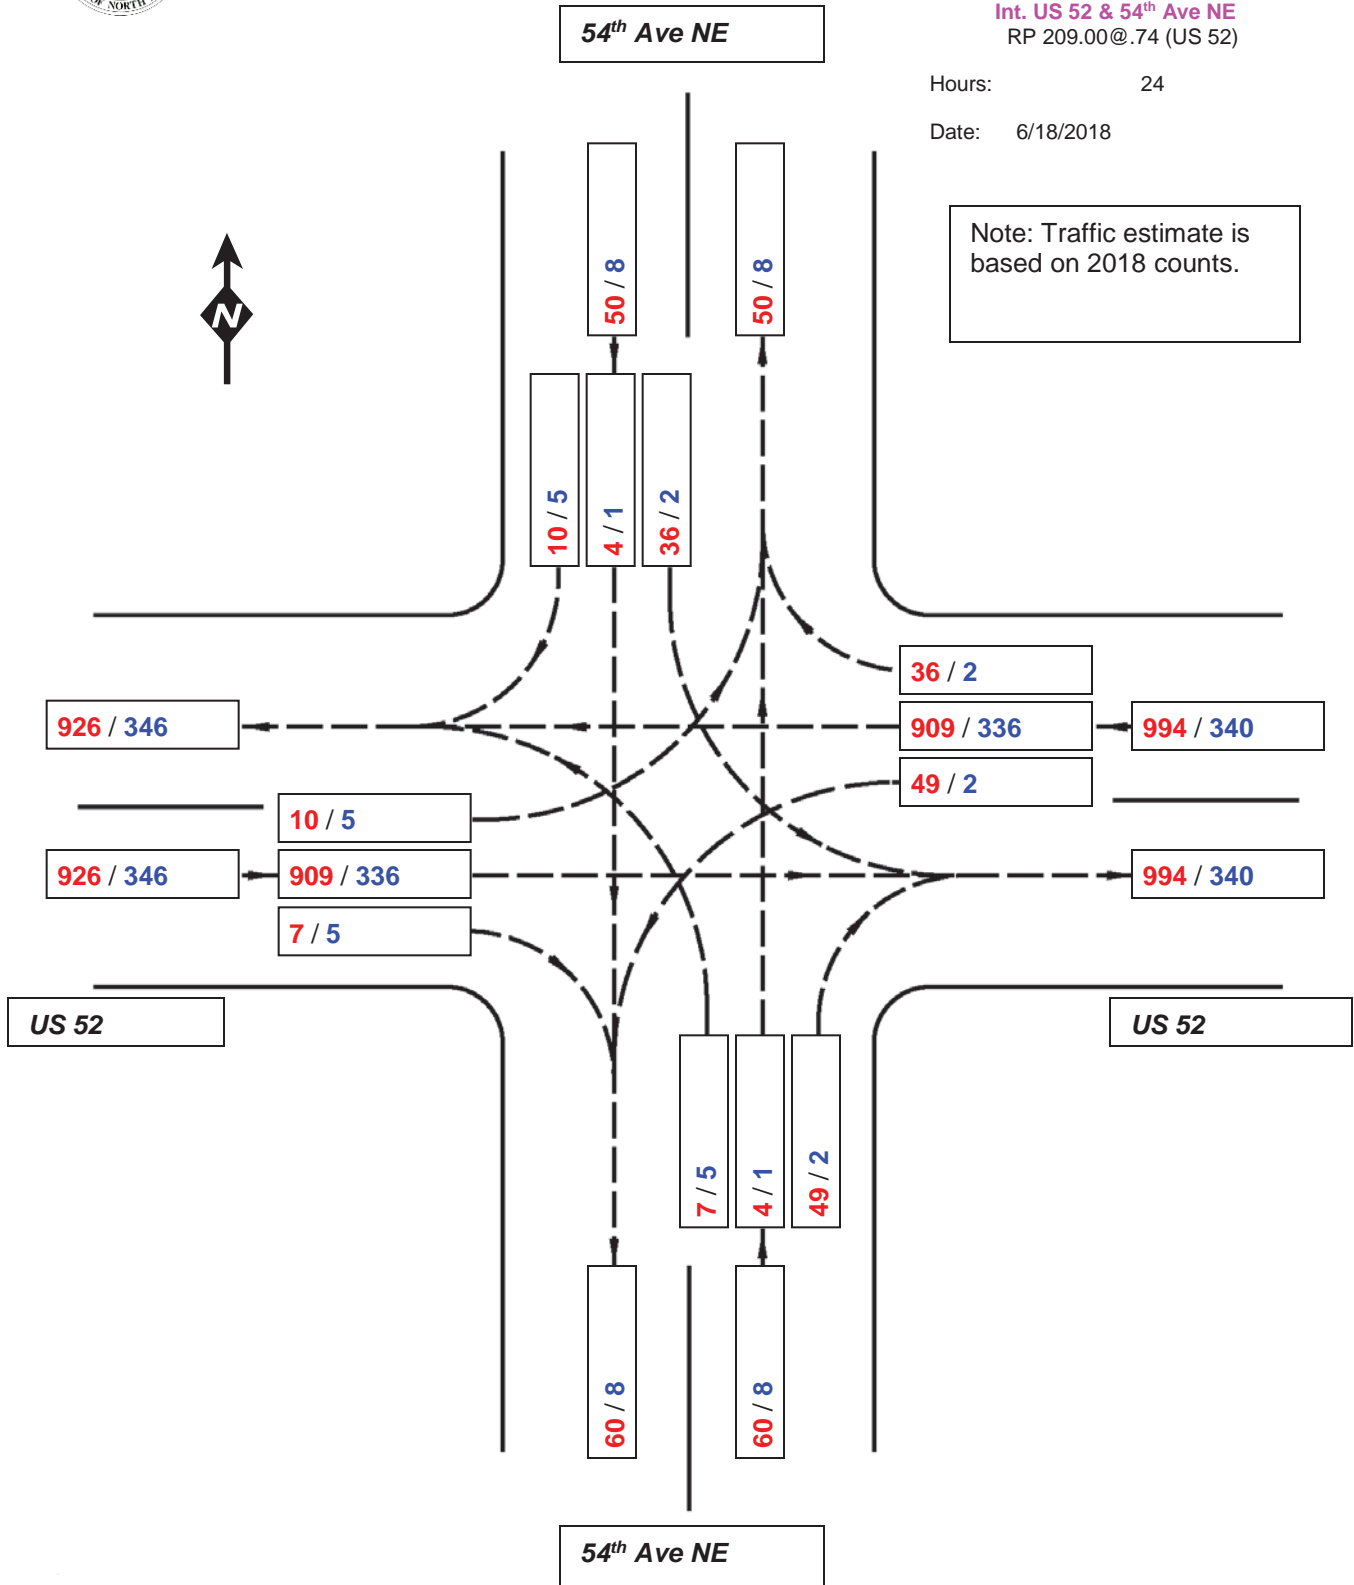 OF NORTH
54th Ave NE
Int. US 52 & 54th Ave NE
RP 209.00@.74 (US 52)
Hours: 24
Date: 6/18/2018
Note: Traffic estimate is
based on 2018 counts.
N
50 / 8
50 / 8
10 / 5
4 / 1
36 / 2
36 / 2
926 / 346
909 / 336
994 / 340
49 / 2
10 / 5
926 / 346
909 / 336
994 / 340
7 / 5
US 52
US 52
7 / 5
4 / 1
49 / 2
60 / 8
60 / 8
54th Ave NE